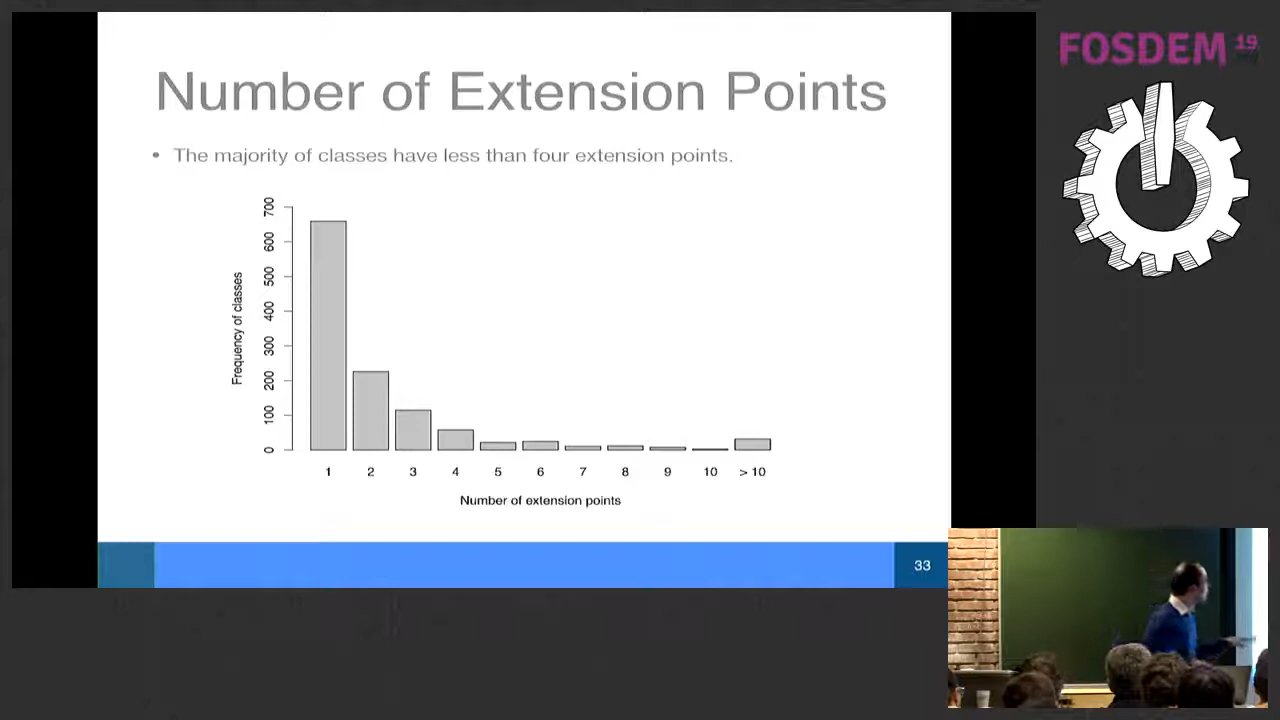 Number of Extension Points
• The majority of classes have less than four extension points.
Frequency of classes
700
600
500
400
300
200
100
0
1 2 3 4 5 6 7 8 9 10 > 10
Number of extension points
33
FOSDEM 19